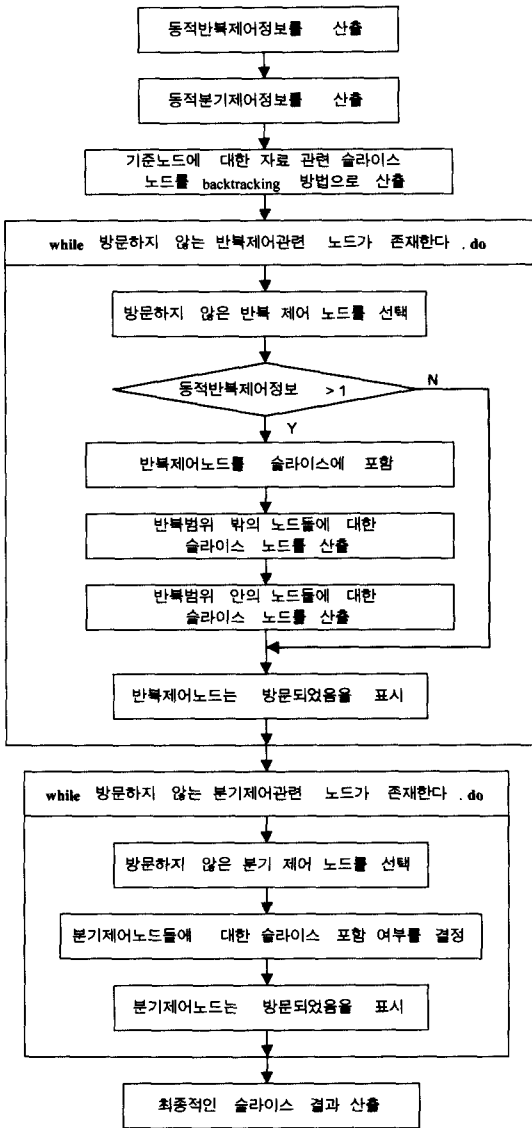 동적반복제어정보를 산출
동적분기제어정보를 산출
기준노드에 대한 자료 관련 슬라이스
노드를 backtracking 방법으로 산출
while 방문하지 않는 반복제어관련 노드가 존재한다 . do
방문하지 않은 반복 제어 노드를 선택
동적반복제어정보 > 1
N
Y
반복제어노드를 슬라이스에 포함
반복범위 밖의 노드들에 대한
슬라이스 노드를 산출
반복범위 안의 노드들에 대한
슬라이스 노드를 산출
반복제어노드는 방문되었음을 표시
while 방문하지 않는 분기제어관련 노드가 존재한다 . do
방문하지 않은 분기 제어 노드를 선택
분기제어노드들에 대한 슬라이스 포함 여부를 결정
분기제어노드는 방문되었음을 표시
최종적인 슬라이스 결과 산출